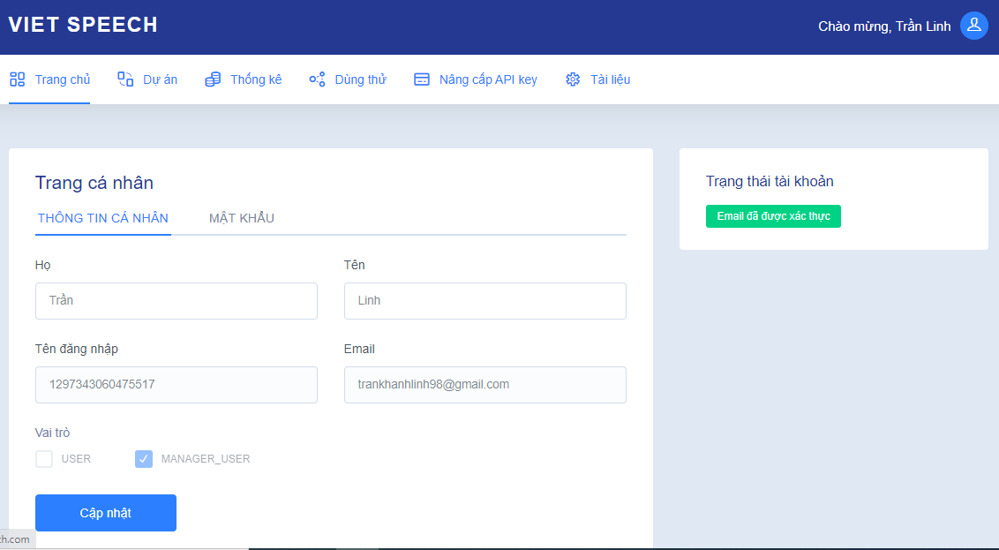 VIET SPEECH
Chào mừng, Trần Linh
Trang chủ Dự án Thống kê Dùng thử Nâng cấp API key Tài liệu
Trang cá nhân
THÔNG TIN CÁ NHÂN MẬT KHẨU
Họ Tên
Trần Linh
Tên đăng nhập Email
1297343060475517 trankhanhlinh98@gmail.com
Vai trò
USER MANAGER_USER
Cập nhật
Trạng thái tài khoản
Email đã được xác thực
ch.com